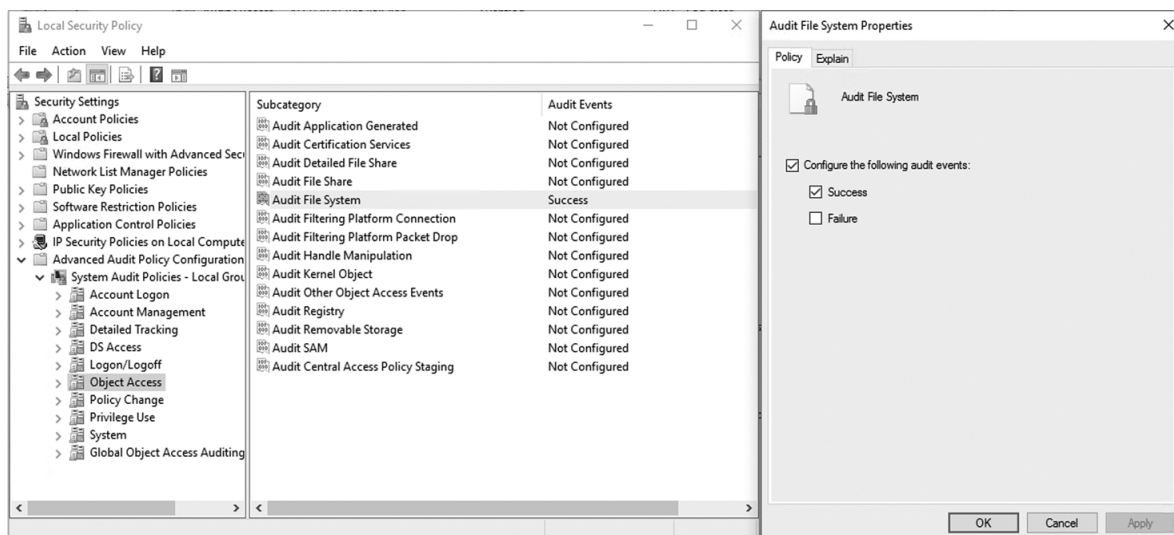 Local Security Policy
File Action View Help
Security Settings
Account Policies
Local Policies
Windows Firewall with Advanced Secu
Network List Manager Policies
Public Key Policies
Software Restriction Policies
Application Control Policies
IP Security Policies on Local Compute
Advanced Audit Policy Configuration
System Audit Policies - Local Grou
Account Logon
Account Management
Detailed Tracking
DS Access
Logon/Logoff
Object Access
Policy Change
Privilege Use
System
Global Object Access Auditing
Subcategory Audit Events
Audit Application Generated Not Configured
Audit Certification Services Not Configured
Audit Detailed File Share Not Configured
Audit File Share Not Configured
Audit File System Success
Audit Filtering Platform Connection Not Configured
Audit Filtering Platform Packet Drop Not Configured
Audit Handle Manipulation Not Configured
Audit Kernel Object Not Configured
Audit Other Object Access Events Not Configured
Audit Registry Not Configured
Audit Removable Storage Not Configured
Audit SAM Not Configured
Audit Central Access Policy Staging Not Configured
Audit File System Properties
Policy Explain
Audit File System
Configure the following audit events:
Success
Failure
OK Cancel Apply